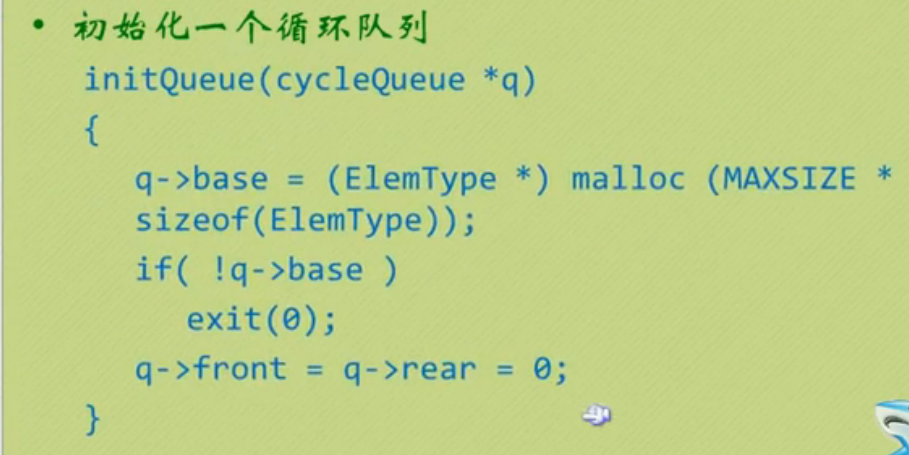 • 初始化一个循环队列
initQueue(cycleQueue *q)
{
q->base = (ElemType *) malloc (MAXSIZE *
sizeof(ElemType));
if( !q->base )
exit(0);
q->front = q->rear = 0;
}